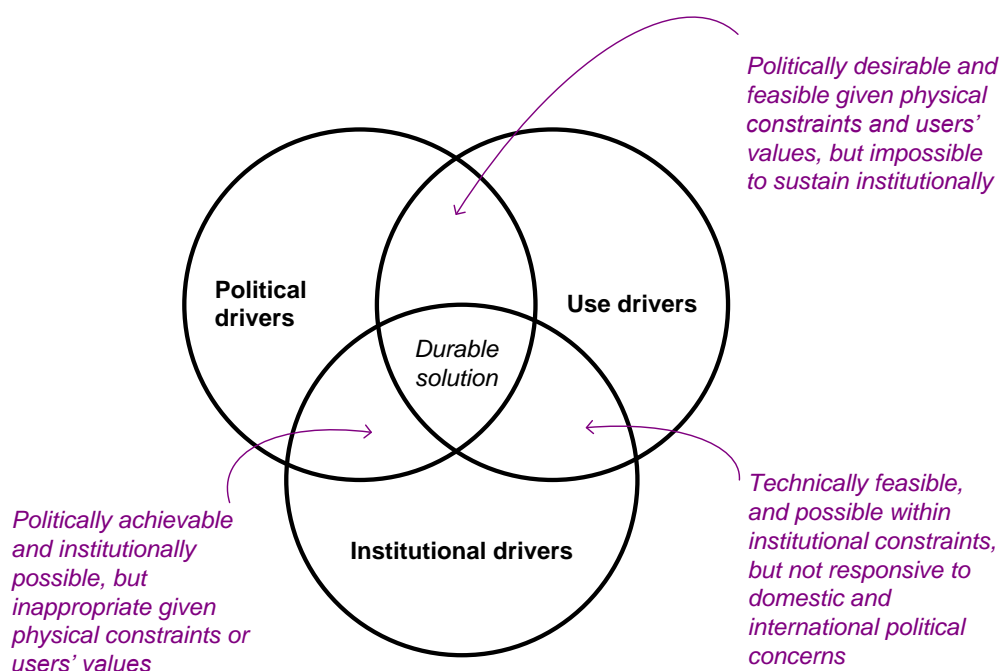 Politically desirable and
feasible given physical
constraints and users’
values, but impossible
to sustain institutionally
Political
drivers
Use drivers
Durable
solution
Institutional drivers
Politically achievable
and institutionally
possible, but
inappropriate given
physical constraints or
users’ values
Technically feasible,
and possible within
institutional constraints,
but not responsive to
domestic and
international political
concerns